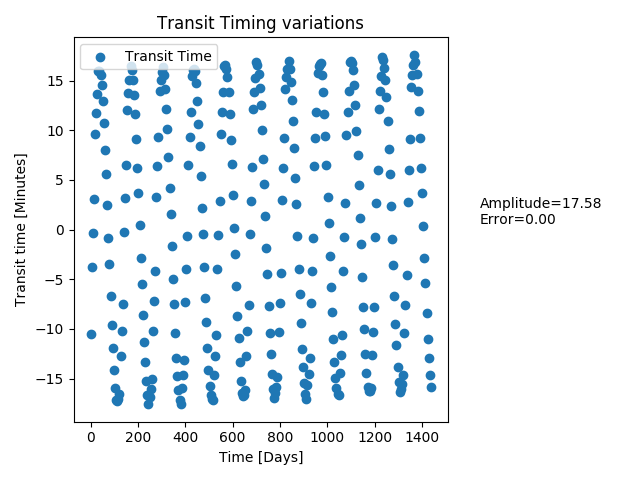 Transit Timing variations
Transit Time
Transit time [Minutes]
15
10
5
0
−5
−10
−15
0
200
400
600
800
1000
1200
1400
Time [Days]
Amplitude=17.58
Error=0.00